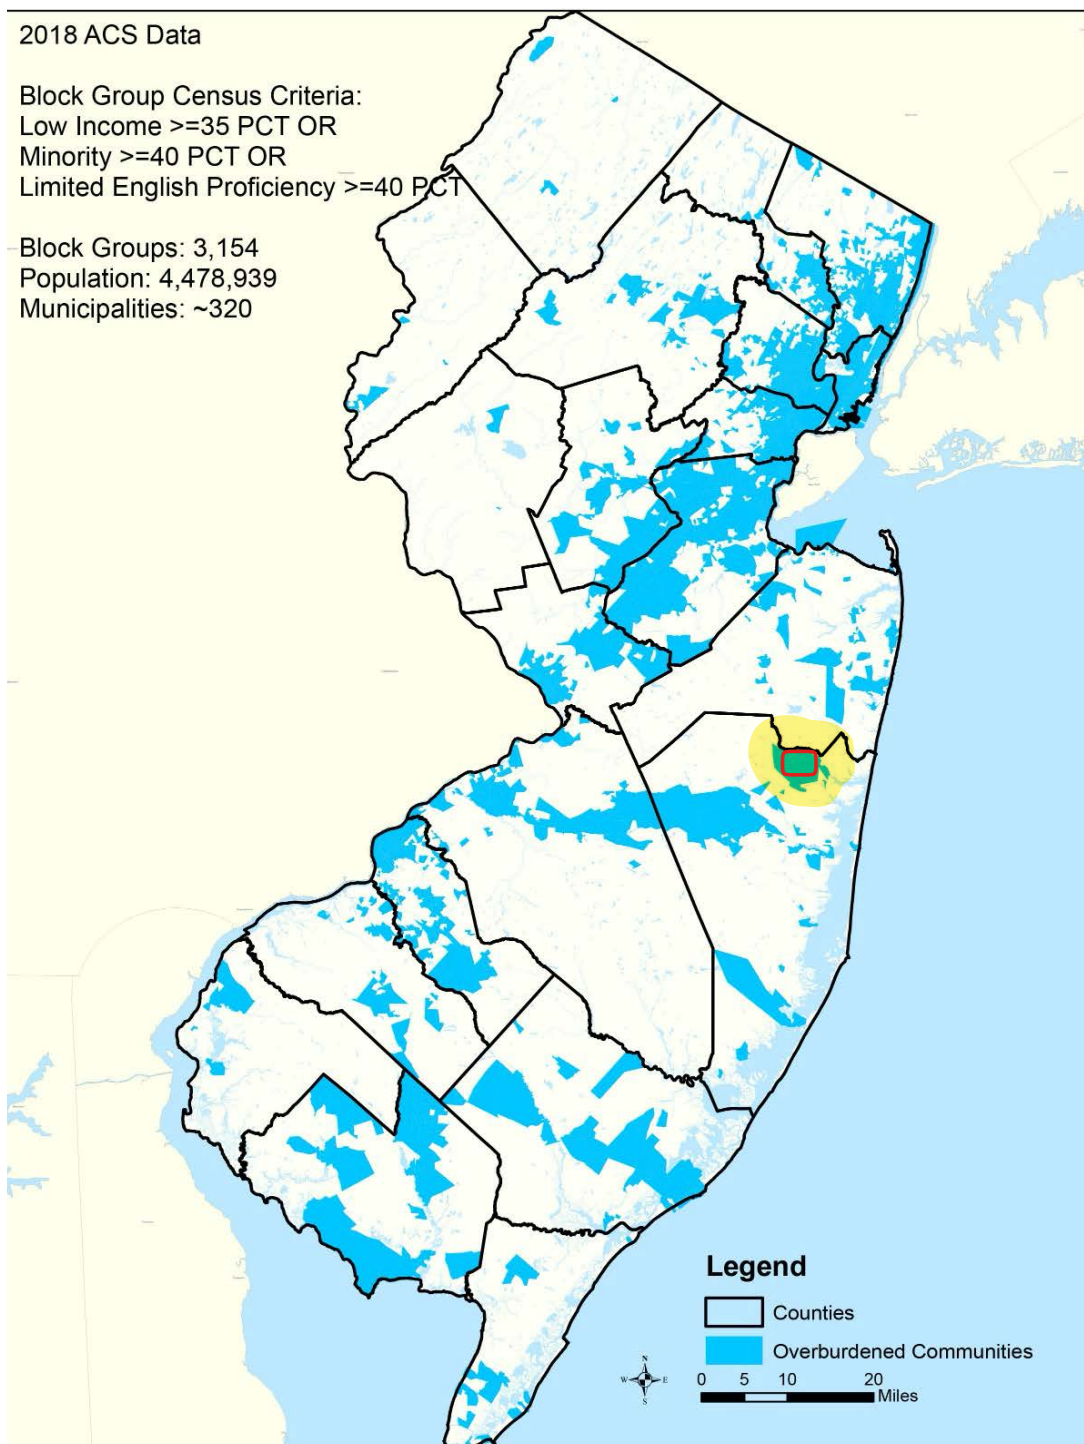 2018 ACS Data
Block Group Census Criteria:
Low Income >=35 PCT OR
Minority >=40 PCT OR
Limited English Proficiency >=40 PCT
Block Groups: 3,154
Population: 4,478,939
Municipalities: ~320
Legend
Counties
Overburdened Communities
N
W E
S
0 5 10 20
Miles